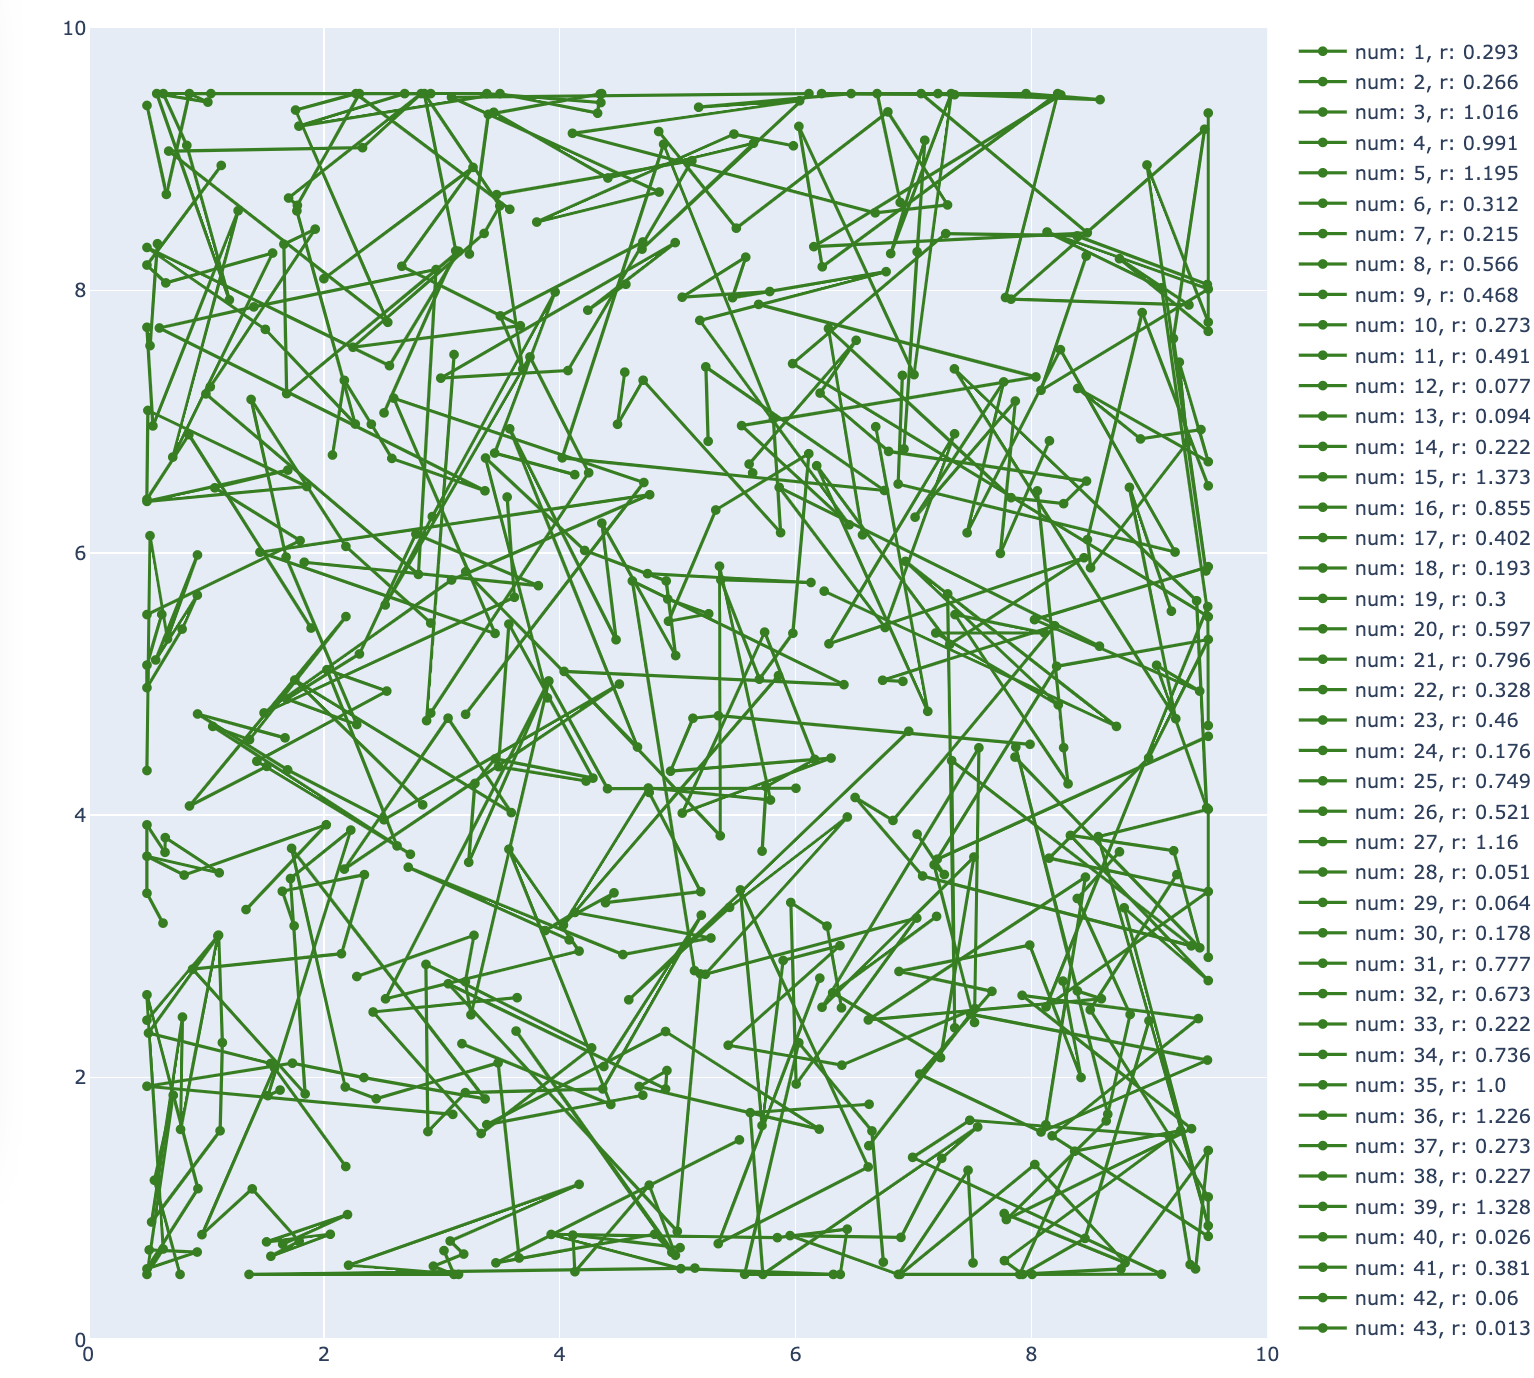 10
8
6
4
2
0
0 2 4 6 8 10
num: 1, r: 0.293
num: 2, r: 0.266
num: 3, r: 1.016
num: 4, r: 0.991
num: 5, r: 1.195
num: 6, r: 0.312
num: 7, r: 0.215
num: 8, r: 0.566
num: 9, r: 0.468
num: 10, r: 0.273
num: 11, r: 0.491
num: 12, r: 0.077
num: 13, r: 0.094
num: 14, r: 0.222
num: 15, r: 1.373
num: 16, r: 0.855
num: 17, r: 0.402
num: 18, r: 0.193
num: 19, r: 0.3
num: 20, r: 0.597
num: 21, r: 0.796
num: 22, r: 0.328
num: 23, r: 0.46
num: 24, r: 0.176
num: 25, r: 0.749
num: 26, r: 0.521
num: 27, r: 1.16
num: 28, r: 0.051
num: 29, r: 0.064
num: 30, r: 0.178
num: 31, r: 0.777
num: 32, r: 0.673
num: 33, r: 0.222
num: 34, r: 0.736
num: 35, r: 1.0
num: 36, r: 1.226
num: 37, r: 0.273
num: 38, r: 0.227
num: 39, r: 1.328
num: 40, r: 0.026
num: 41, r: 0.381
num: 42, r: 0.06
num: 43, r: 0.013